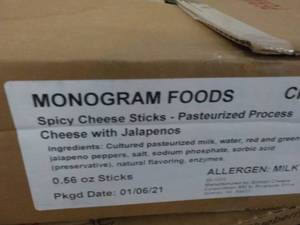 MONOGRAM FOODS
Spicy Cheese Sticks - Pasteurized Process
Cheese with Jalapenos
Ingredients: Cultured pasteurized milk, water, red and green
jalapeno peppers, salt, sodium phosphate, sorbic acid
(preservative), natural flavoring, enzymes.
0.56 oz Sticks
ALLERGEN: MILK
Pkgd Date: 01/06/21
Manufactured by